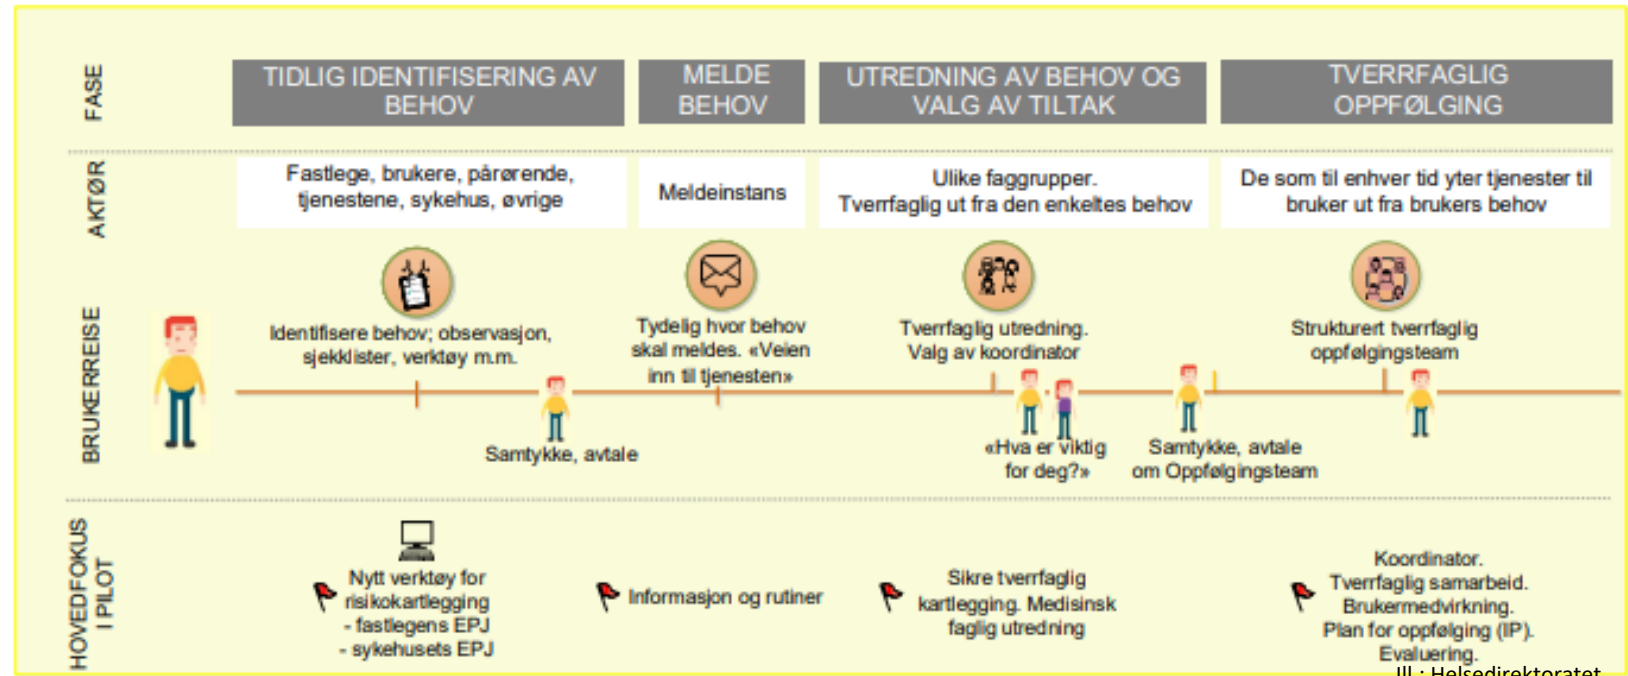 FASE
TIDLIG IDENTIFISERING AV
BEHOV
MELDE
BEHOV
UTREDNING AV BEHOV OG
VALG AV TILTAK
TVERRFAGLIG
OPPFØLGING
AKTØR
Fastlege, brukere, pårørende,
tjenestene, sykehus, øvrige
Meldeinstans
Ulike faggrupper.
Tverrfaglig ut fra den enkeltes behov
De som til enhver tid yter tjenester til
bruker ut fra brukers behov
BRUKERREISE
Identifisere behov; observasjon,
sjekklister, verktøy m.m.
Samtykke, avtale
Tydelig hvor behov
skal meldes. «Veien
inn til tjenesten»
Tverrfaglig utredning.
Valg av koordinator
«Hva er viktig
for deg?»
Samtykke, avtale
om Oppfølgingsteam
Strukturert tverrfaglig
oppfølgingsteam
HOVEDFOKUS
I PILOT
Nytt verktøy for
risikokartlegging
- fastlegens EPJ
- sykehusets EPJ
Informasjon og rutiner
Sikre tverrfaglig
kartlegging. Medisinsk
faglig utredning
Koordinator.
Tverrfaglig samarbeid.
Brukermedvirkning.
Plan for oppfølging (IP).
Evaluering.
Ill.: Helsedirektoratet